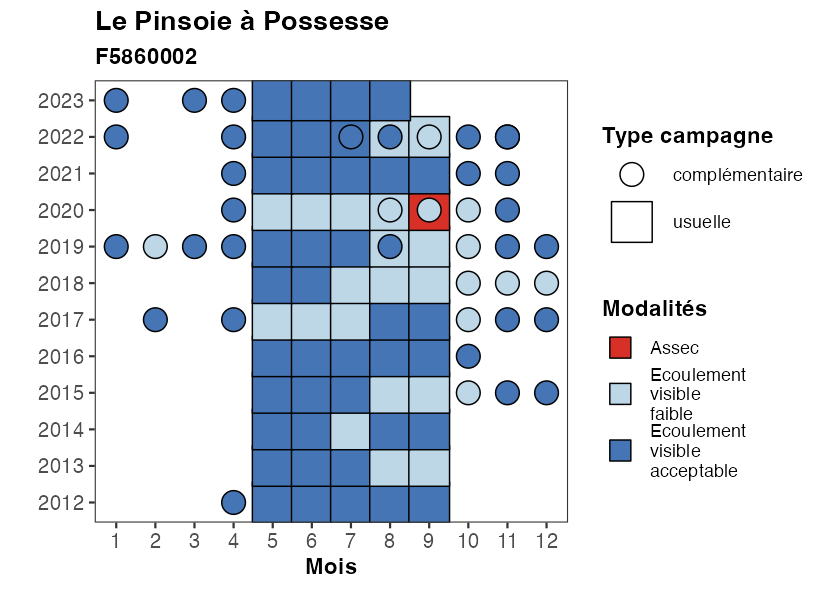 Le Pinsoie à Possesse
F5860002
2023
2022
2021
2020
2019
2018
2017
2016
2015
2014
2013
2012
1 2 3 4 5 6 7 8 9 10 11 12
Mois
Type campagne
complémentaire
usuelle
Modalités
Assec
Ecoulement
visible
faible
Ecoulement
visible
acceptable